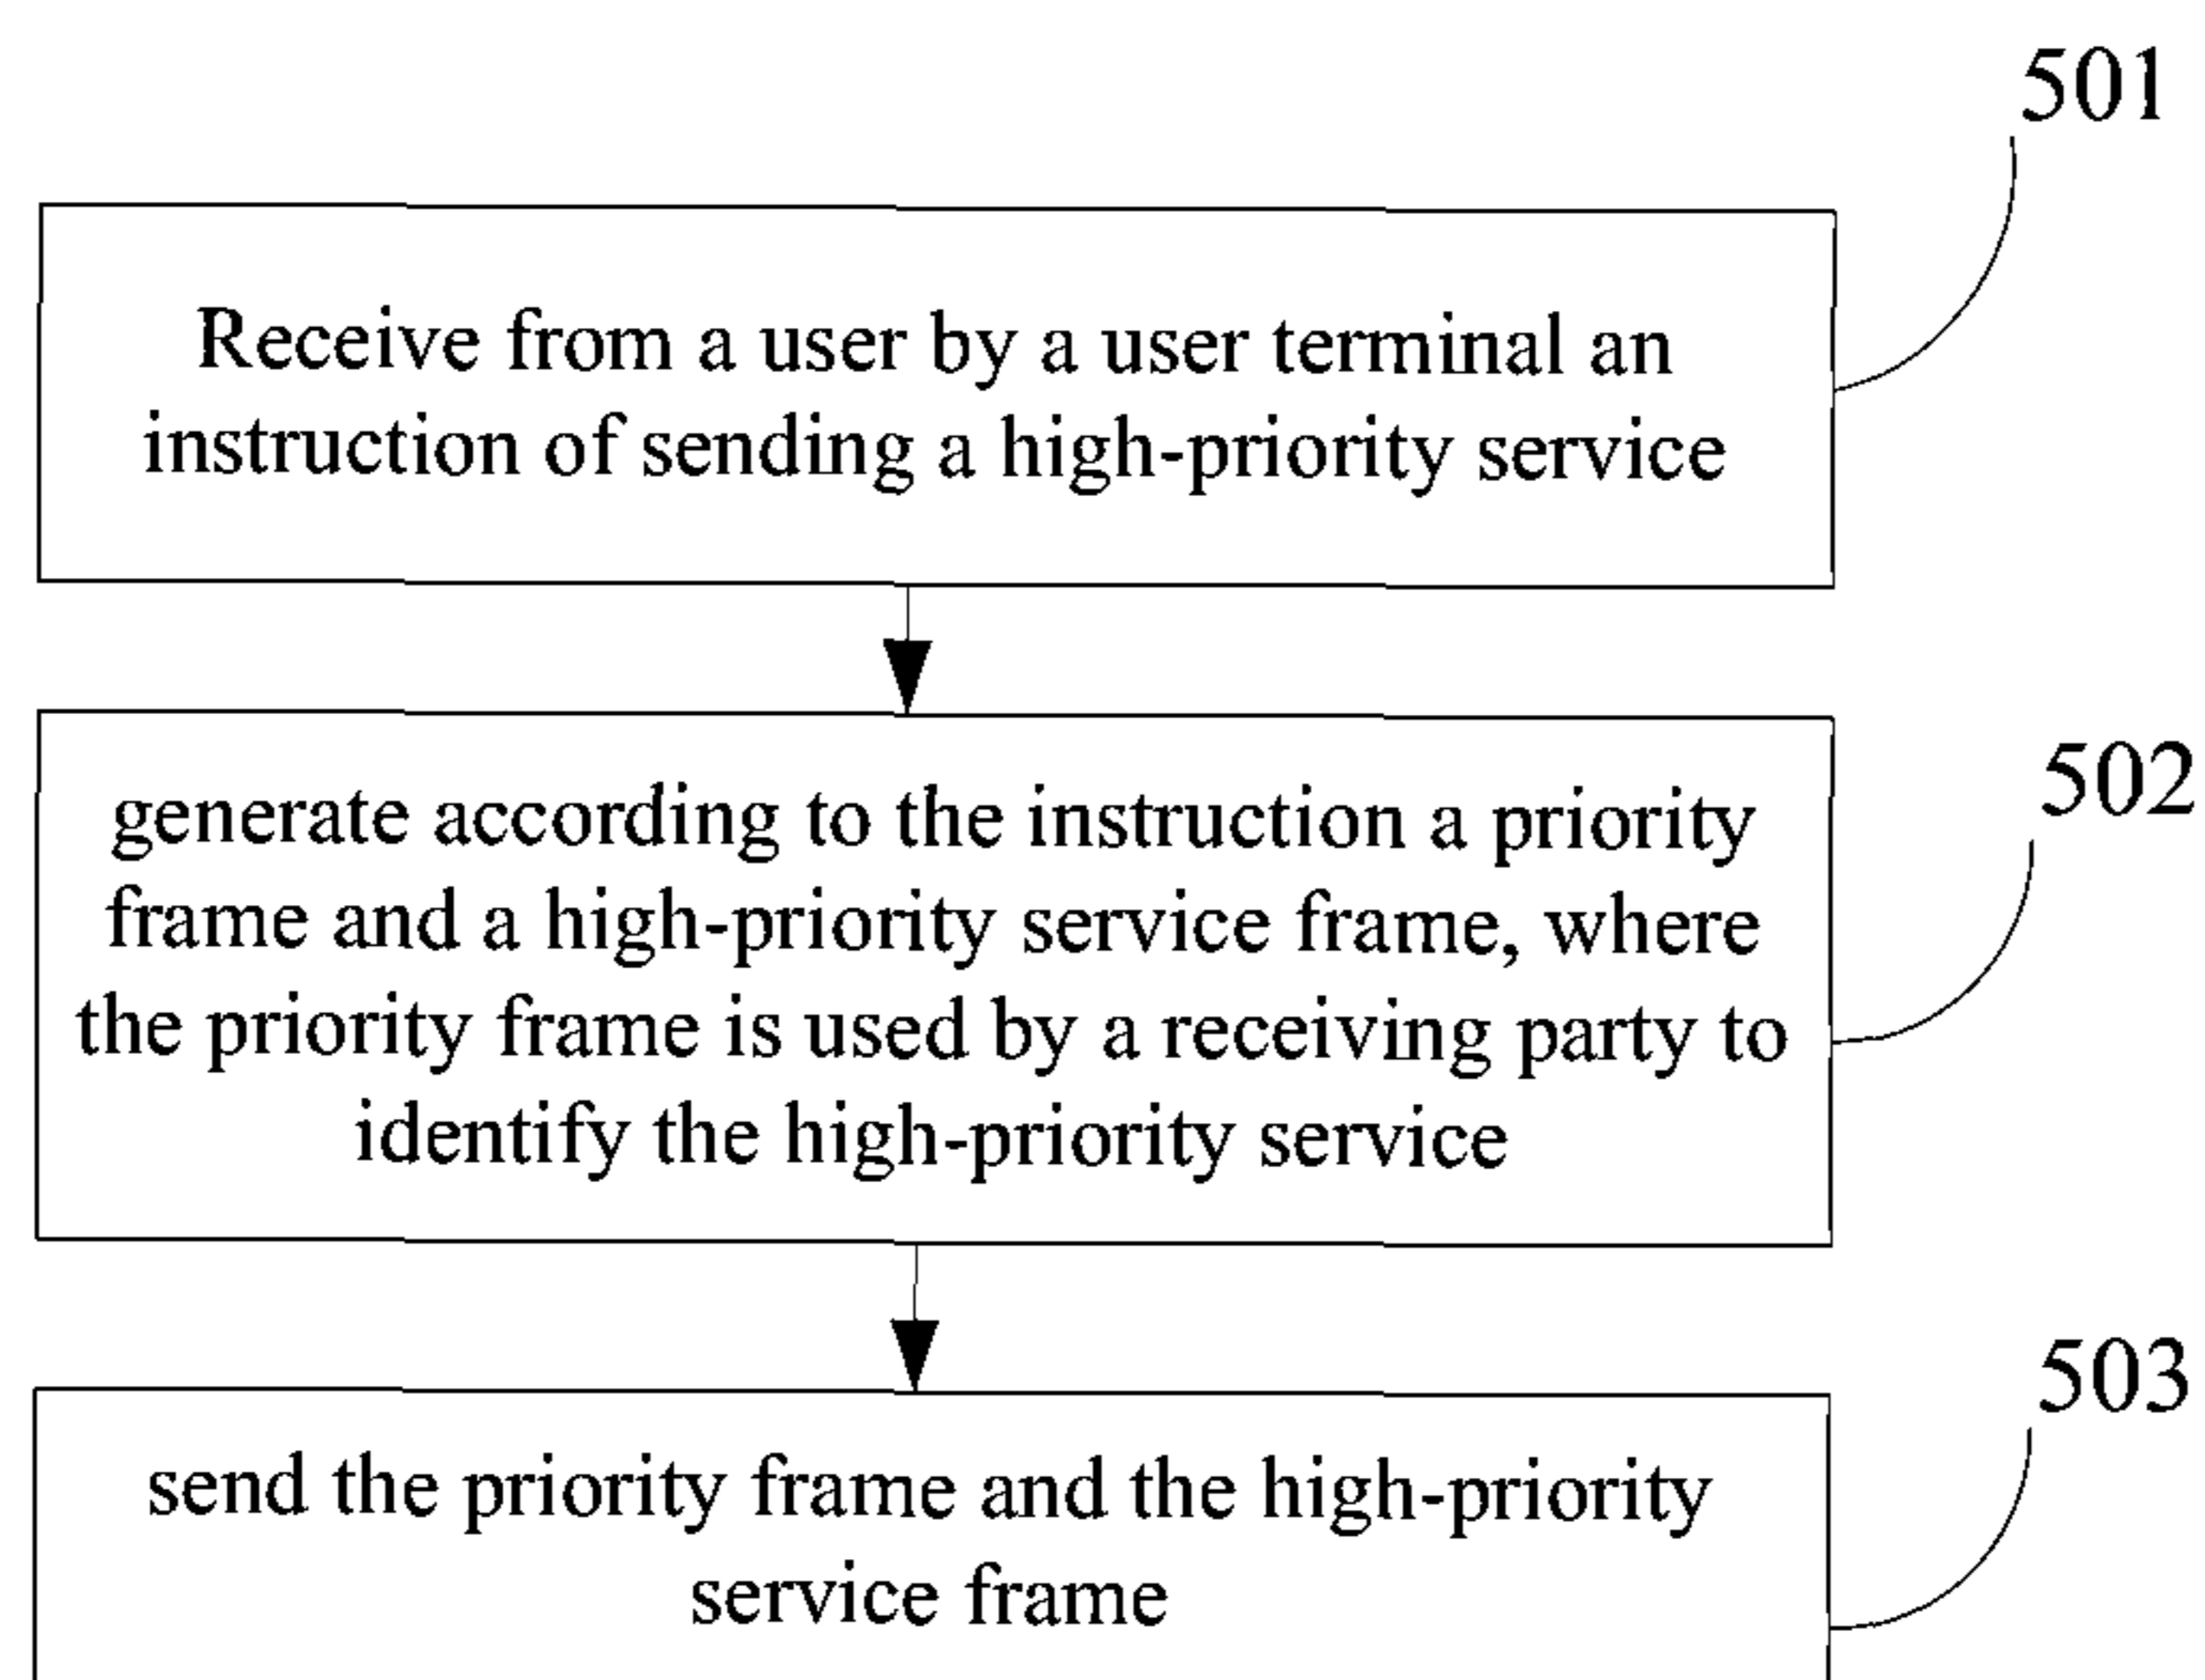 501
Receive from a user by a user terminal an
instruction of sending a high-priority service
502
generate according to the instruction a priority
frame and a high-priority service frame, where
the priority frame is used by a receiving party to
identify the high-priority service
503
send the priority frame and the high-priority
service frame